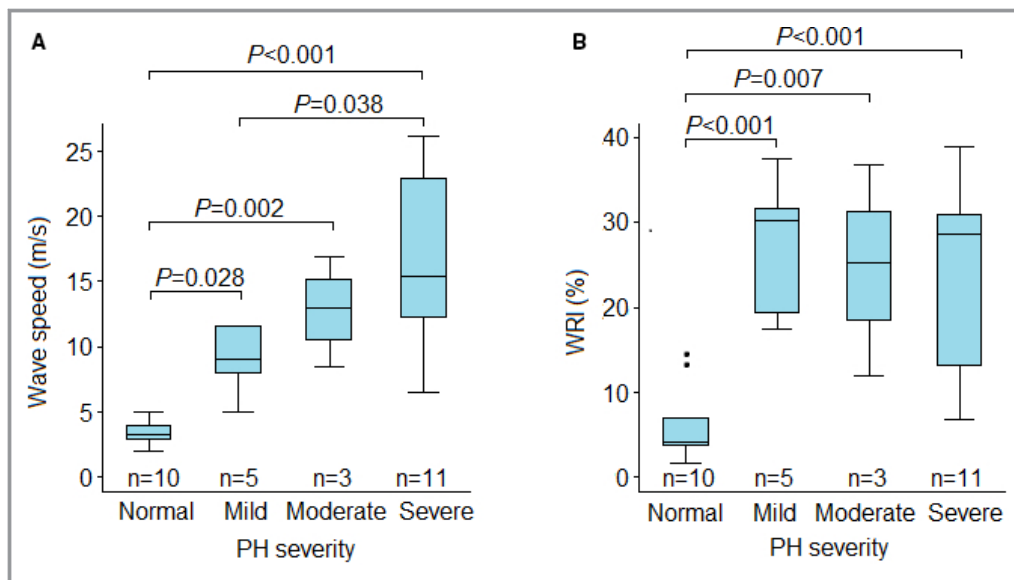 A
P<0.001
P=0.038
P=0.002
P=0.028
Wave speed (m/s)
25
20
15
10
5
0
n=10 n=5 n=3 n=11
Normal Mild Moderate Severe
PH severity
B
P<0.001
P=0.007
P<0.001
WRI (%)
40
30
20
10
0
n=10 n=5 n=3 n=11
Normal Mild Moderate Severe
PH severity